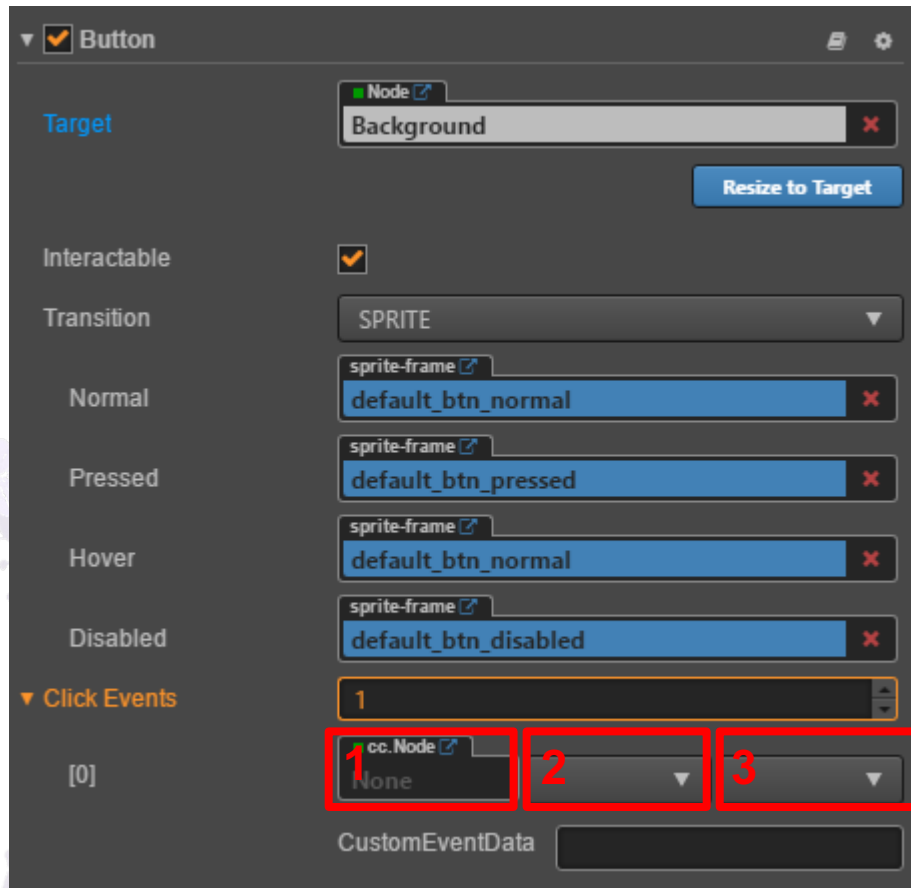 Button
Node
Target
Background
Resize to Target
Interactable
Transition
SPRITE
sprite-frame
Normal
default_btn_normal
sprite-frame
Pressed
default_btn_pressed
sprite-frame
Hover
default_btn_normal
sprite-frame
Disabled
default_btn_disabled
Click Events
1
cc.Node
[0]
1
None
2
3
CustomEventData